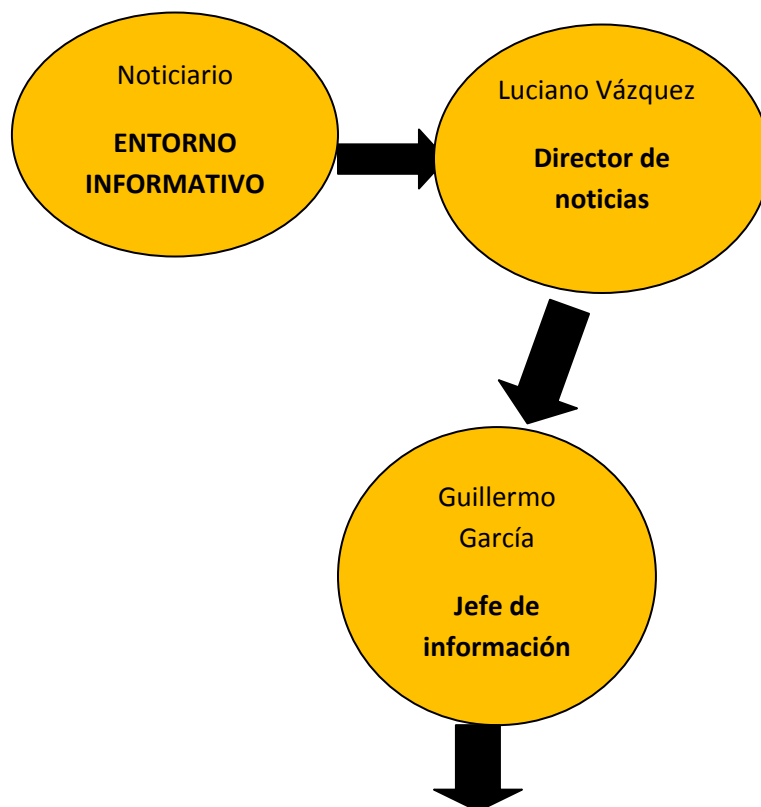 Noticiario
ENTORNO
INFORMATIVO
Luciano Vázquez
Director de
noticias
Guillermo
García
Jefe de
información